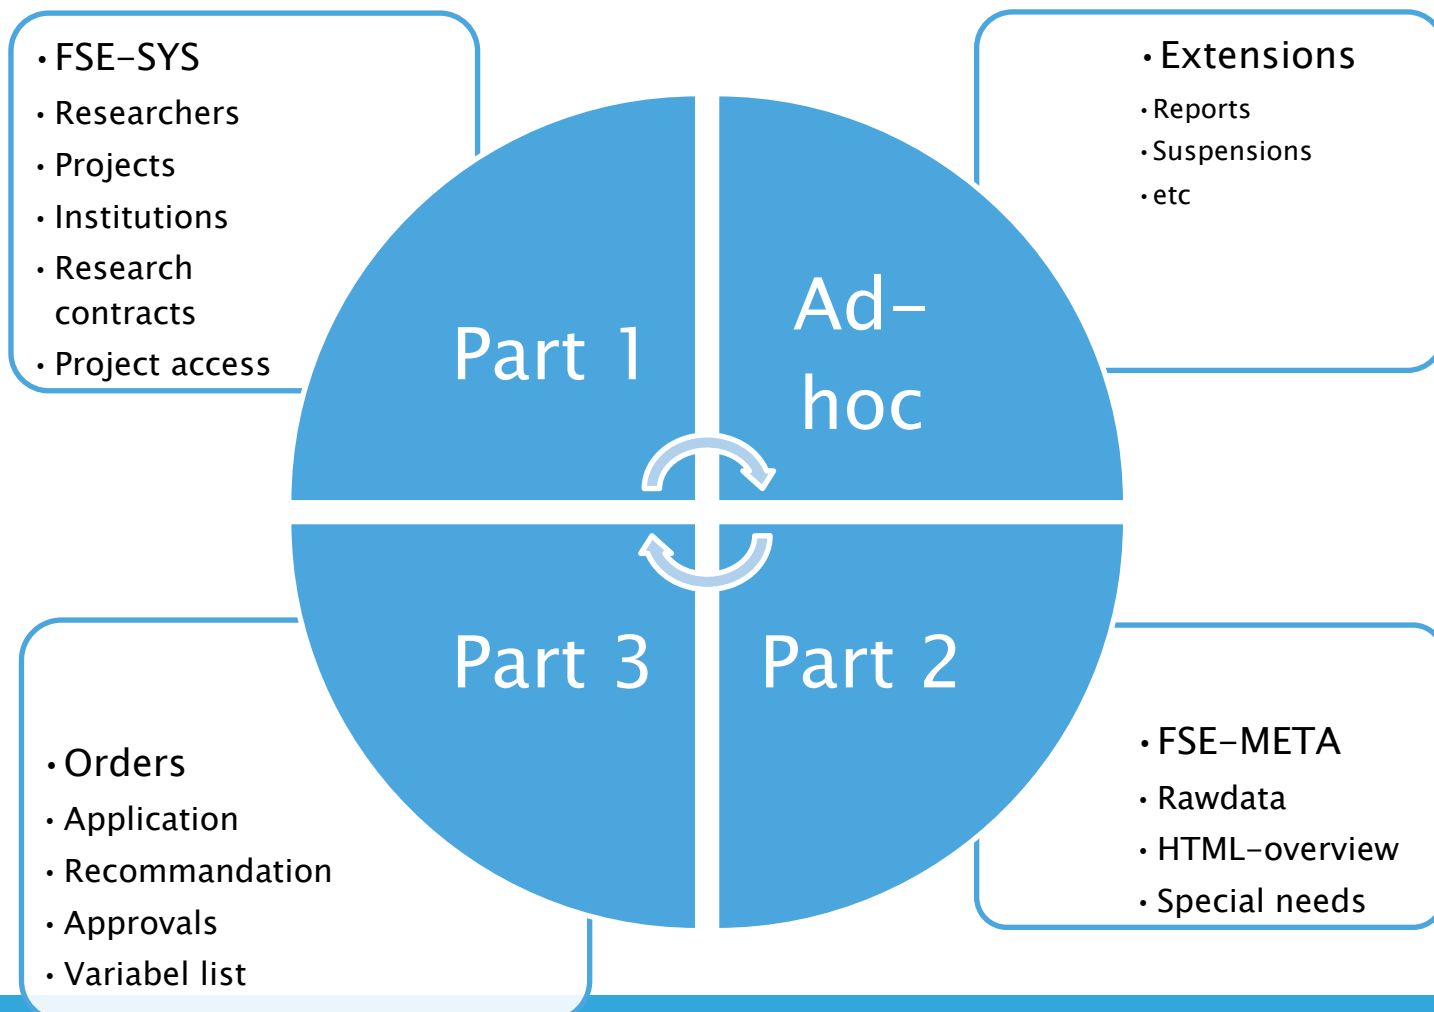 • FSE-SYS
• Researchers
• Projects
• Institutions
• Research
contracts
• Project access
• Extensions
• Reports
• Suspensions
• etc
Part 1
Ad-
hoc
Part 3
Part 2
• Orders
• Application
• Recommandation
• Approvals
• Variabel list
• FSE-META
• Rawdata
• HTML-overview
• Special needs